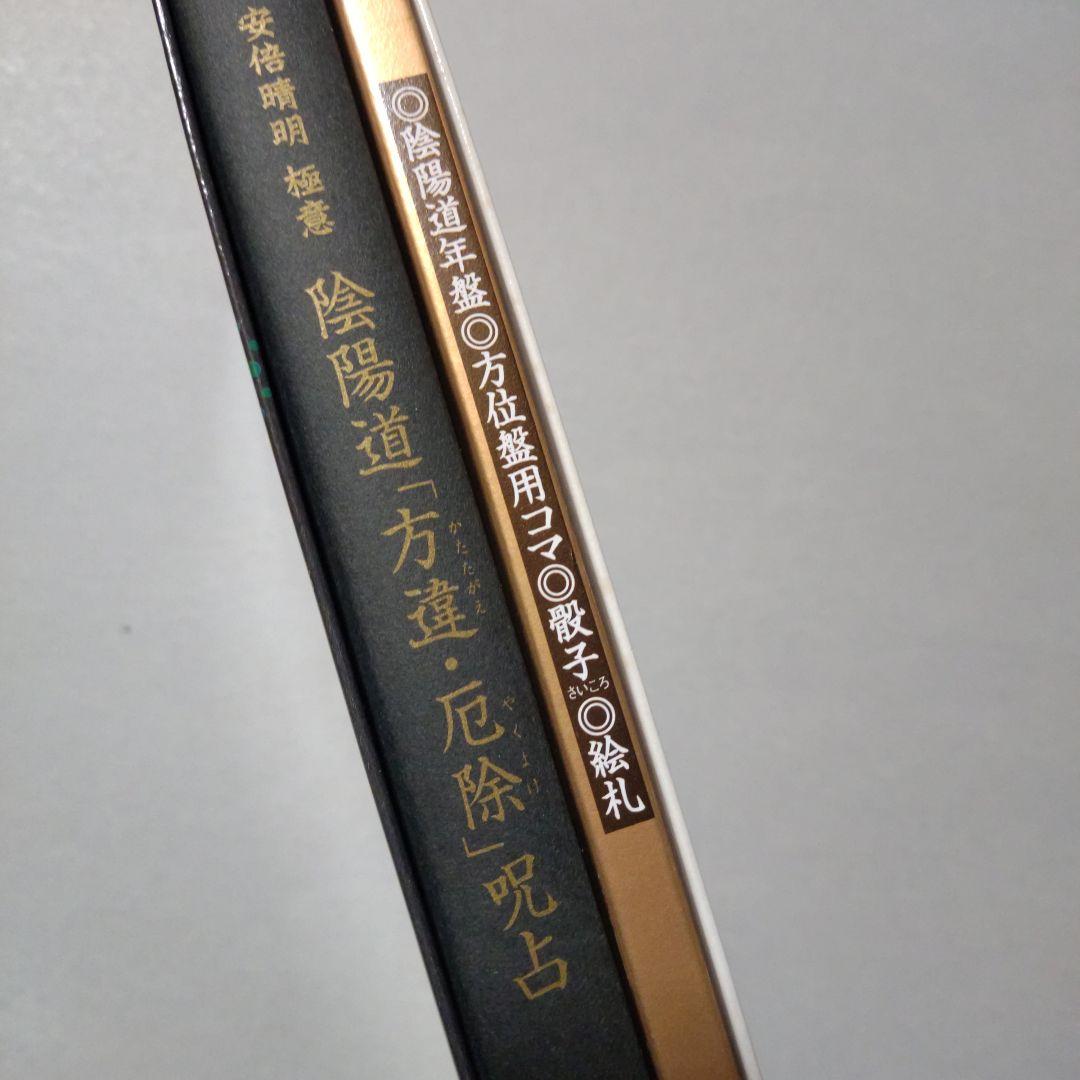 ◎陰陽道年盤◎方位盤用コマ◎骰子◎絵札
さいころ
安倍晴明 極意 陰陽道「方違・厄除」呪占
かたたがえ
やくよけ